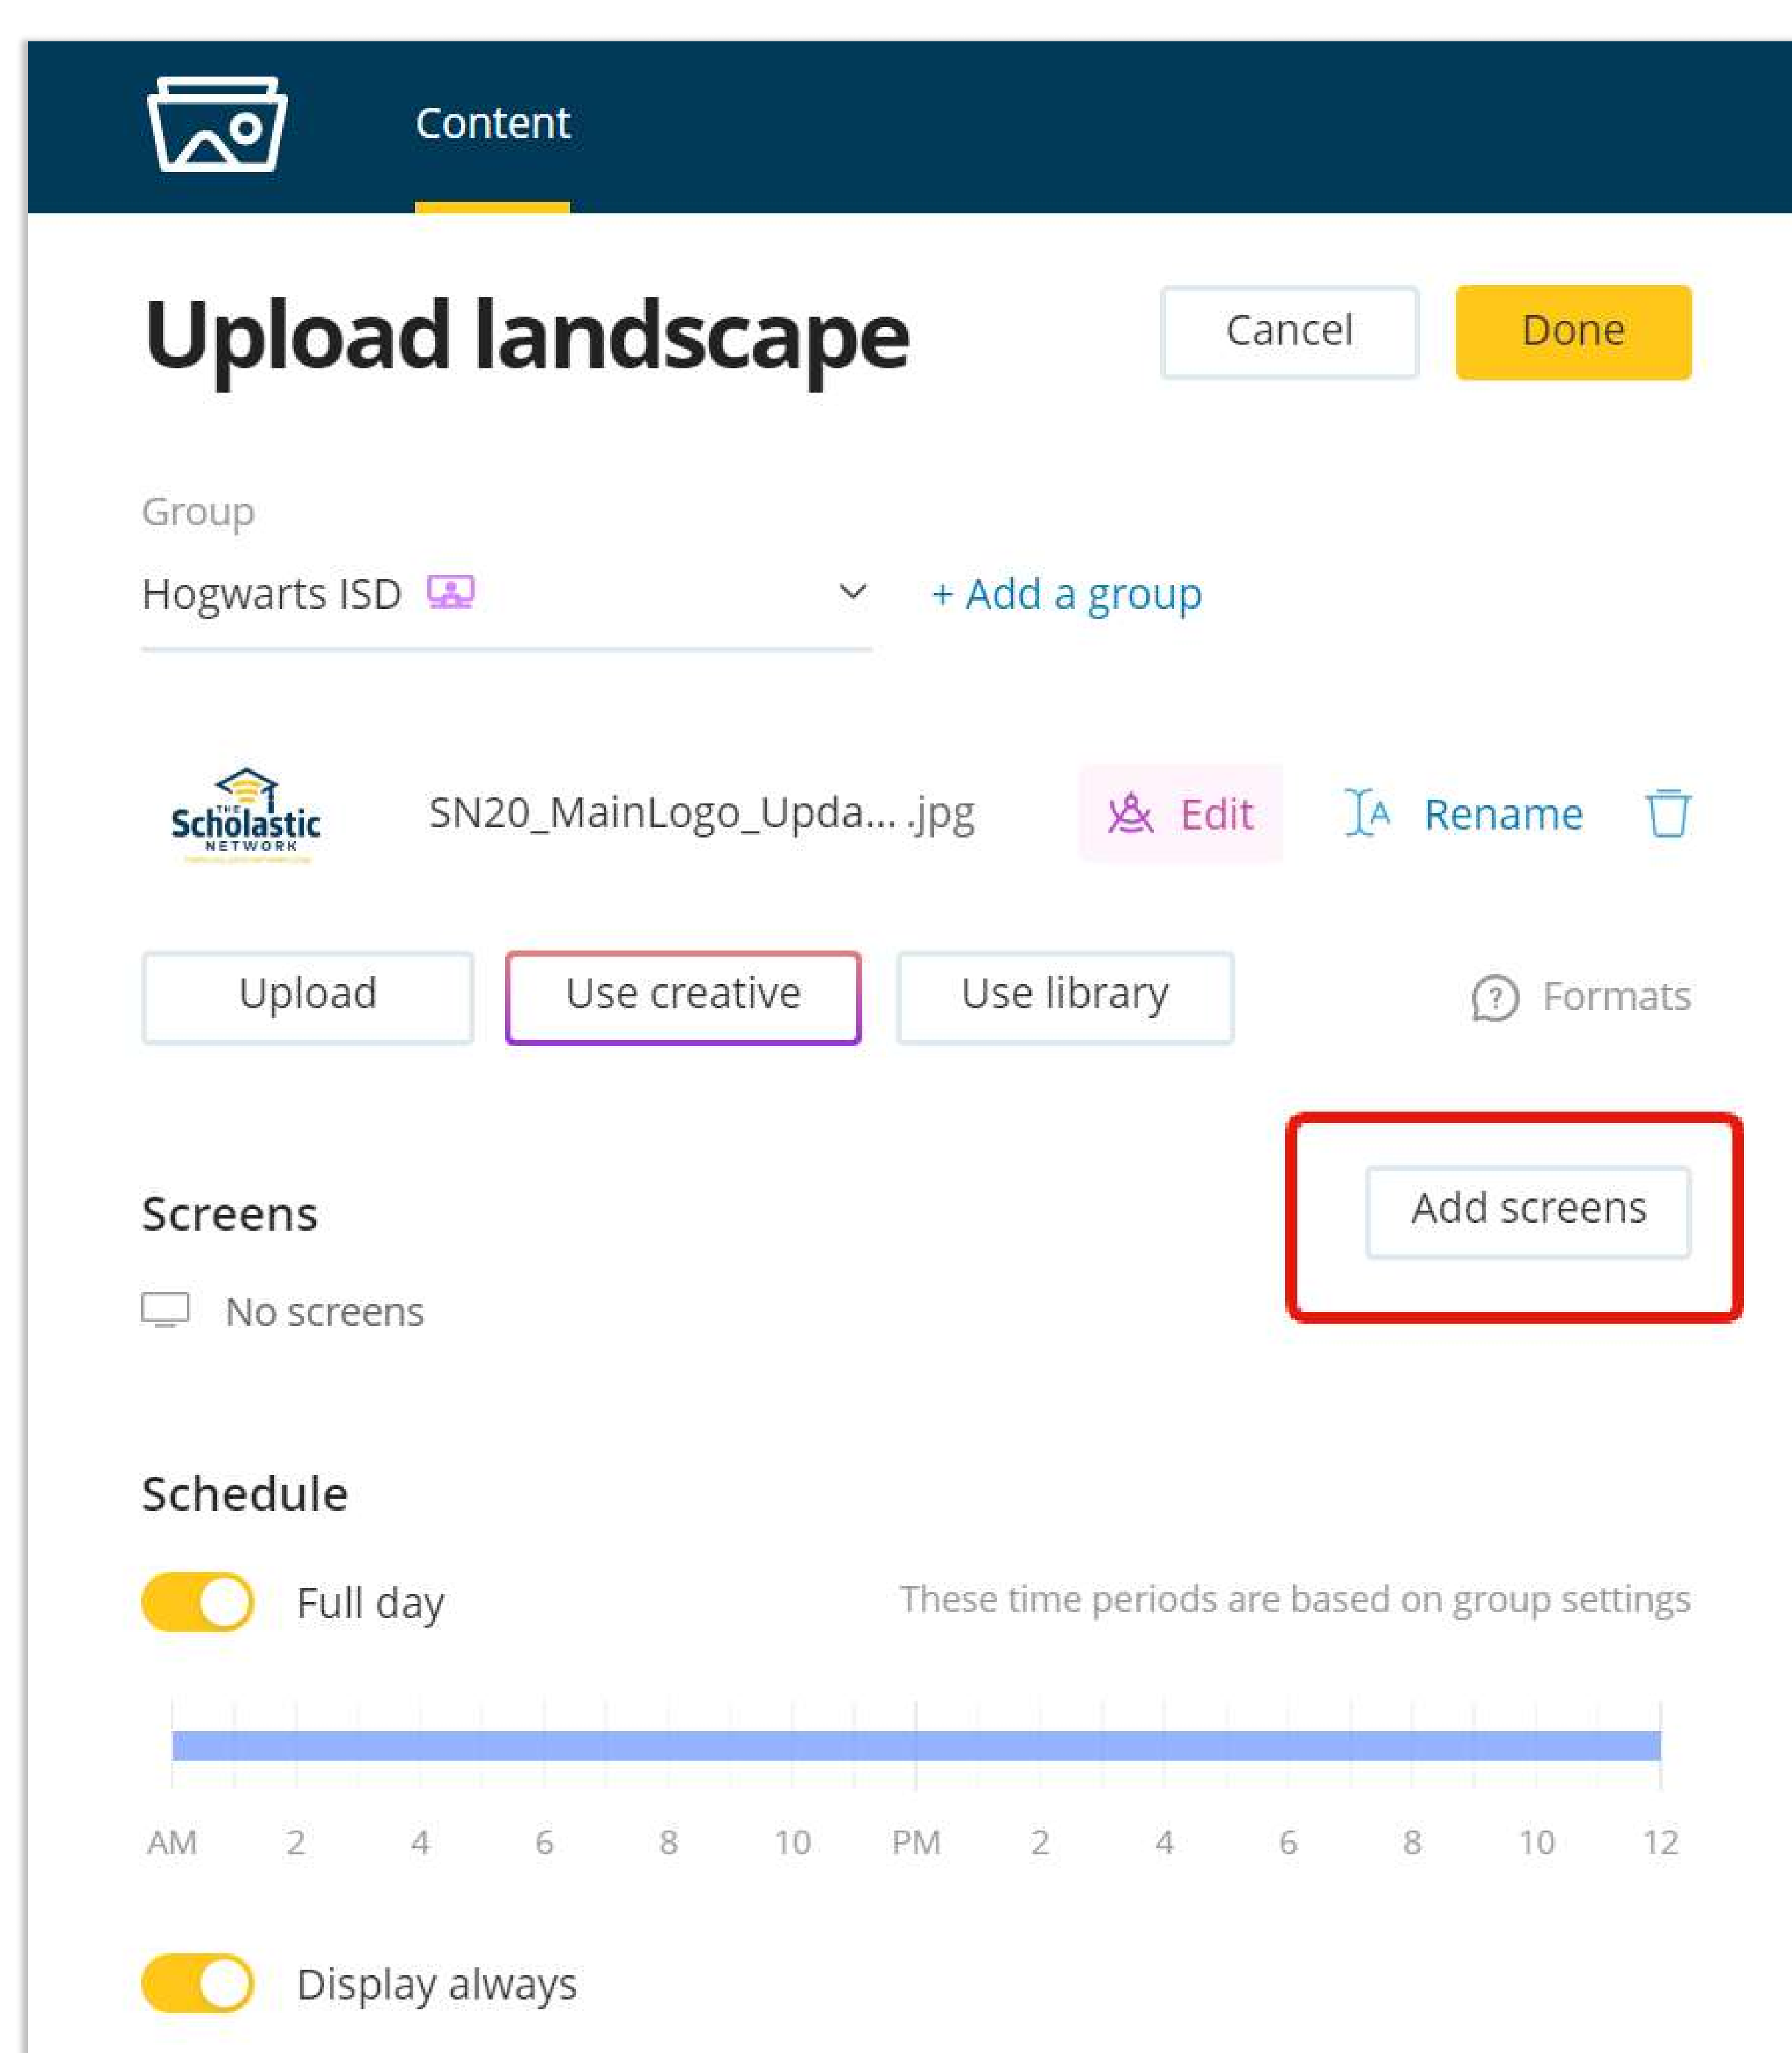 Content
Upload landscape
Cancel
Done
Group
Hogwarts ISD
+ Add a group
THE
Scholastic
NETWORK
SN20_MainLogo_Upda... .jpg
Edit
A Rename
Upload
Use creative
Use library
? Formats
Screens
Add screens
No screens
Schedule
Full day
These time periods are based on group settings
AM 2 4 6 8 10 PM 2 4 6 8 10 12
Display always